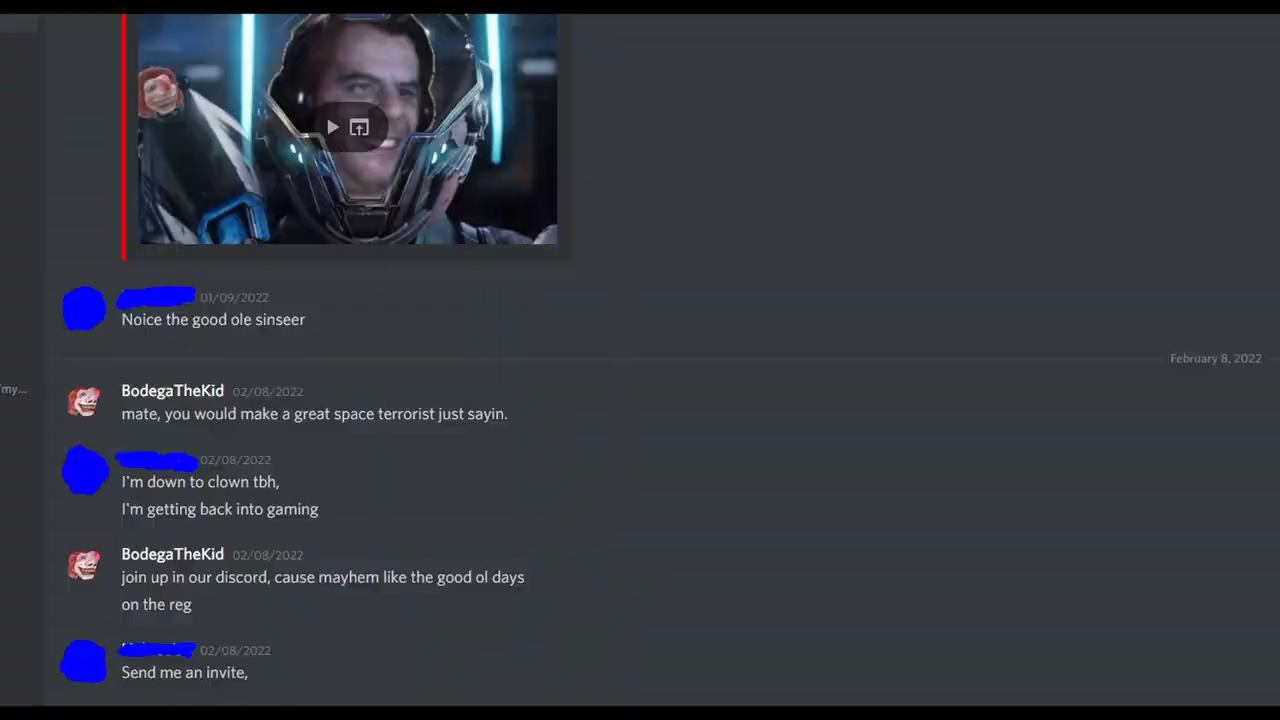 01/09/2022
Noice the good ole sinseer
February 8, 2022
'my...
BodegaTheKid 02/08/2022
mate, you would make a great space terrorist just sayin.
02/08/2022
I'm down to clown tbh,
I'm getting back into gaming
BodegaTheKid 02/08/2022
join up in our discord, cause mayhem like the good ol days
on the reg
02/08/2022
Send me an invite,